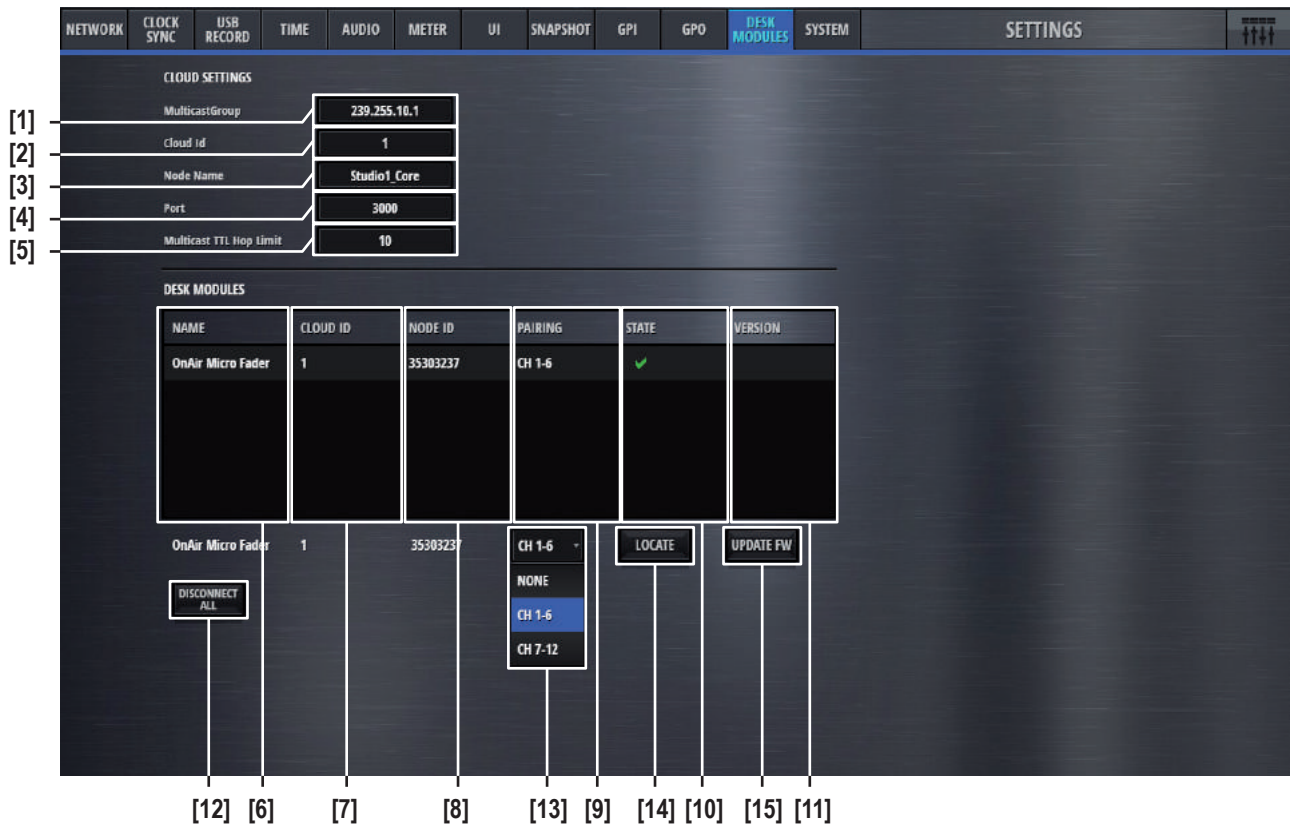 NETWORK CLOCK SYNC USB RECORD TIME AUDIO METER UI SNAPSHOT GPI GPO DESK MODULES SYSTEM SETTINGS
CLOUD SETTINGS
[1] MulticastGroup 239.255.10.1
[2] Cloud Id 1
[3] Node Name Studio1_Core
[4] Port 3000
[5] Multicast TTL Hop Limit 10
DESK MODULES
NAME CLOUD ID NODE ID PAIRING STATE VERSION
OnAir Micro Fader 1 35303237 CH 1-6
OnAir Micro Fader 1 35303237 CH 1-6 LOCATE UPDATE FW
NONE
DISCONNECT ALL
CH 1-6
CH 7-12
[12] [6] [7] [8] [13] [9] [14] [10] [15] [11]